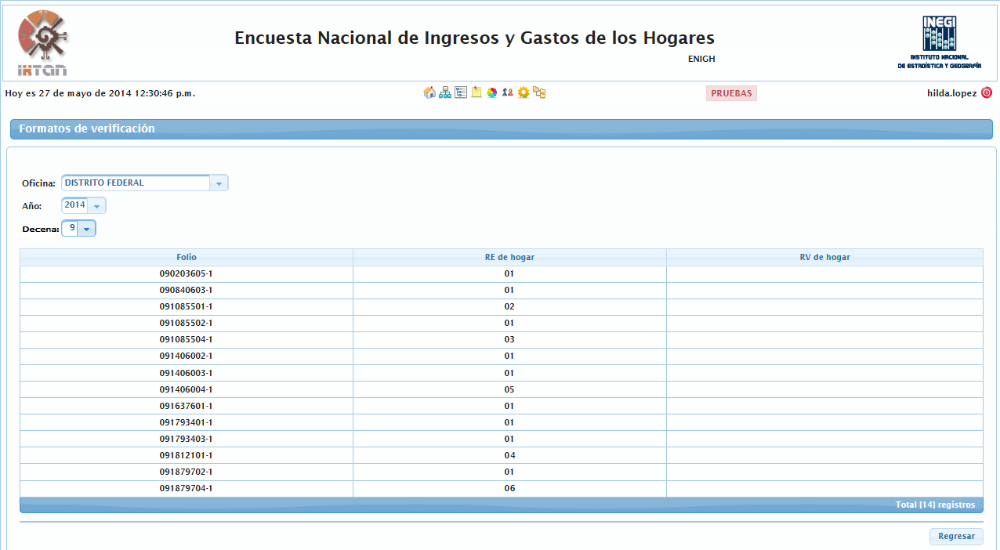 Encuesta Nacional de Ingresos y Gastos de los Hogares
ENIGH
iKTan
INEGI
INSTITUTO NACIONAL
DE ESTADÍSTICA Y GEOGRAFÍA
Hoy es 27 de mayo de 2014 12:30:46 p.m.
PRUEBAS
hilda.lopez
Formatos de verificación
Oficina: DISTRITO FEDERAL
Año: 2014
Decena: 9
Folio RE de hogar RV de hogar
090203605-1 01
090840603-1 01
091085501-1 02
091085502-1 01
091085504-1 03
091406002-1 01
091406003-1 01
091406004-1 05
091637601-1 01
091793401-1 01
091793403-1 01
091812101-1 04
091879702-1 01
091879704-1 06
Total [14] registros
Regresar